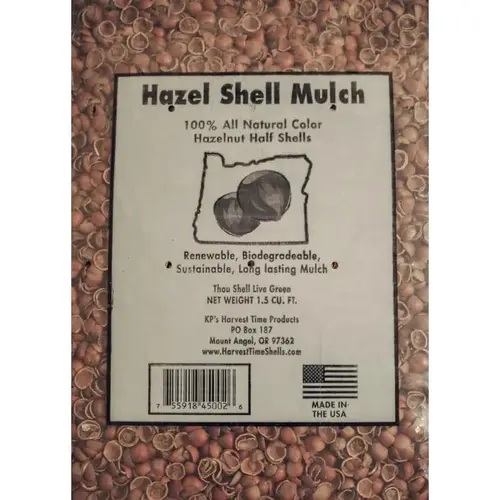 Hazel Shell Mulch
100% All Natural Color
Hazelnut Half Shells
Renewable, Biodegradeable,
Sustainable, Long lasting Mulch
Thou Shell Live Green
NET WEIGHT 1.5 CU. FT.
KP's Harvest Time Products
PO Box 187
Mount Angel, OR 97362
www.HarvestTimeShells.com
7 55918 45002 6
MADE IN
THE USA